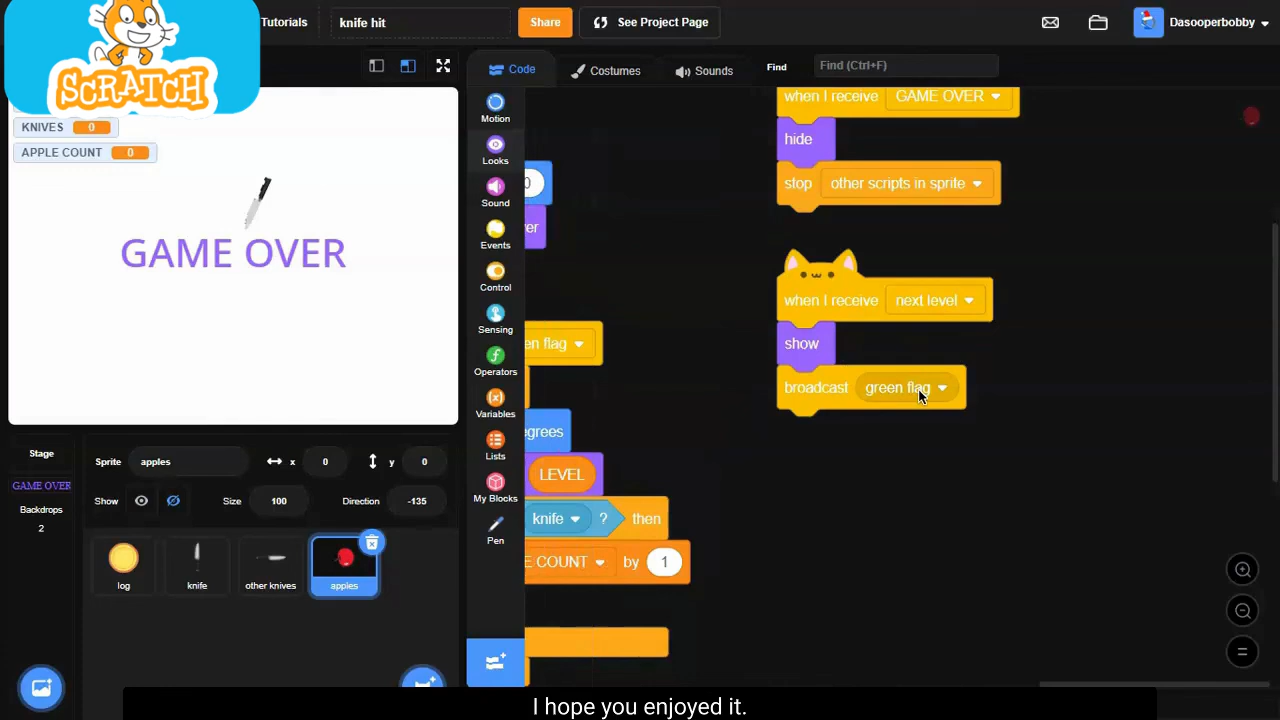 Tutorials
knife hit
Share
See Project Page
Dasooperbobby
SCRATCH
Code
Costumes
Sounds
Find
Find (Ctrl+F)
KNIVES 0
APPLE COUNT 0
GAME OVER
Motion
Looks
Sound
Events
Control
Sensing
Operators
Variables
Lists
My Blocks
Pen
when I receive GAME OVER
hide
stop other scripts in sprite
when I receive next level
show
broadcast green flag
0
er
en flag
egrees
LEVEL
knife ? then
E COUNT by 1
Stage
GAME OVER
Backdrops
2
Sprite apples x 0 y 0
Show Size 100 Direction -135
log
knife
other knives
apples
I hope you enjoyed it.